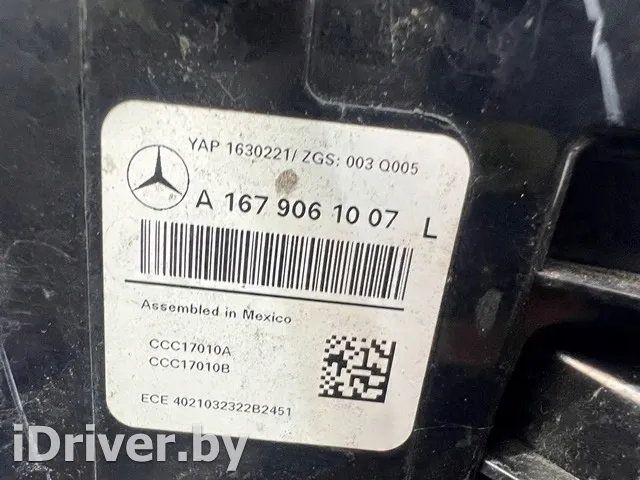 YAP 1630221/ ZGS: 003 Q005
A 167 906 10 07 L
Assembled in Mexico
CCC17010A
CCC17010B
ECE 4021032322B2451
iDriver.by